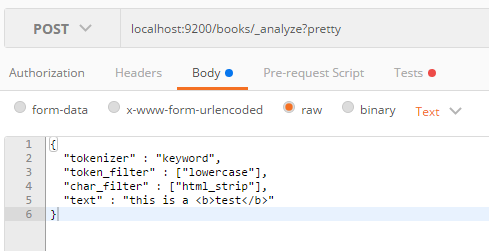 POST localhost:9200/books/_analyze?pretty
Authorization Headers Body Pre-request Script Tests
form-data x-www-form-urlencoded raw binary Text
1 {
2 "tokenizer" : "keyword",
3 "token_filter" : ["lowercase"],
4 "char_filter" : ["html_strip"],
5 "text" : "this is a <b>test</b>"
6 }